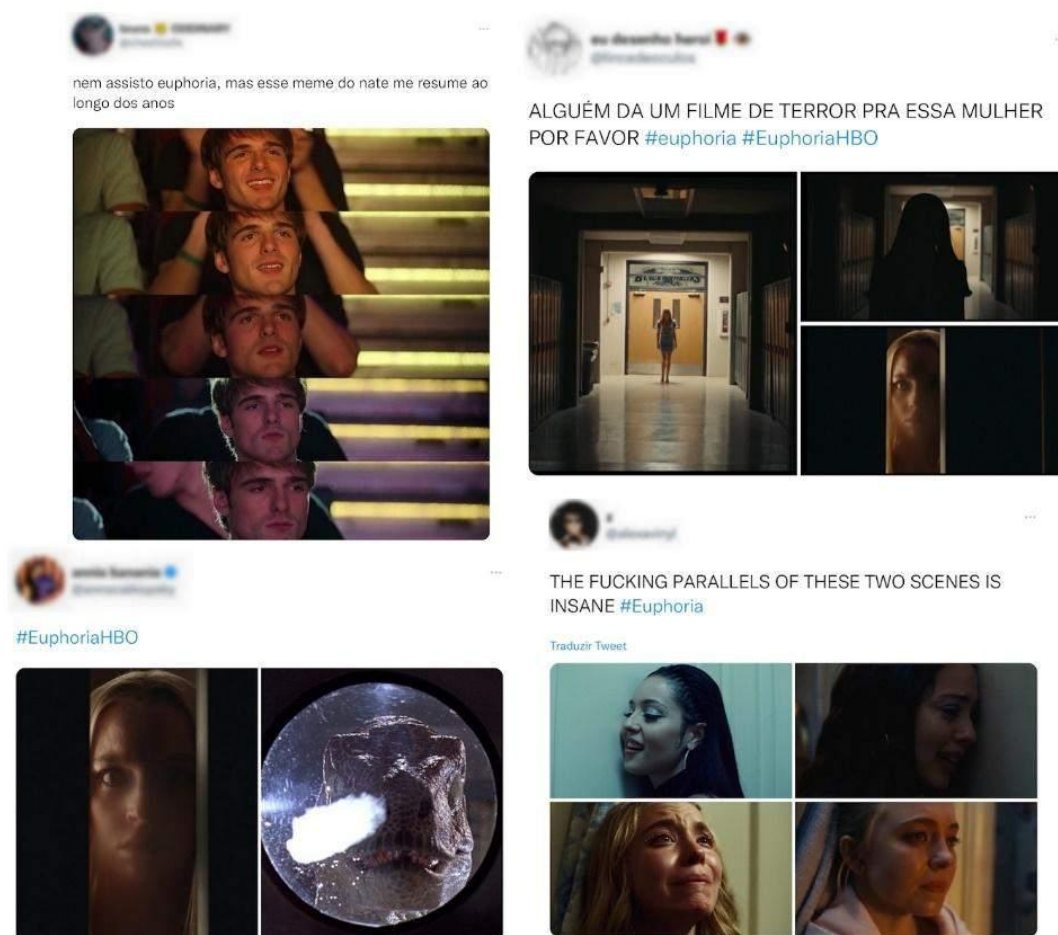 nem assisto euphoria, mas esse meme do nate me resume ao
longo dos anos
ALGUÉM DA UM FILME DE TERROR PRA ESSA MULHER
POR FAVOR #euphoria #EuphoriaHBO
#EuphoriaHBO
THE FUCKING PARALLELS OF THESE TWO SCENES IS
INSANE #Euphoria
Traduzir Tweet